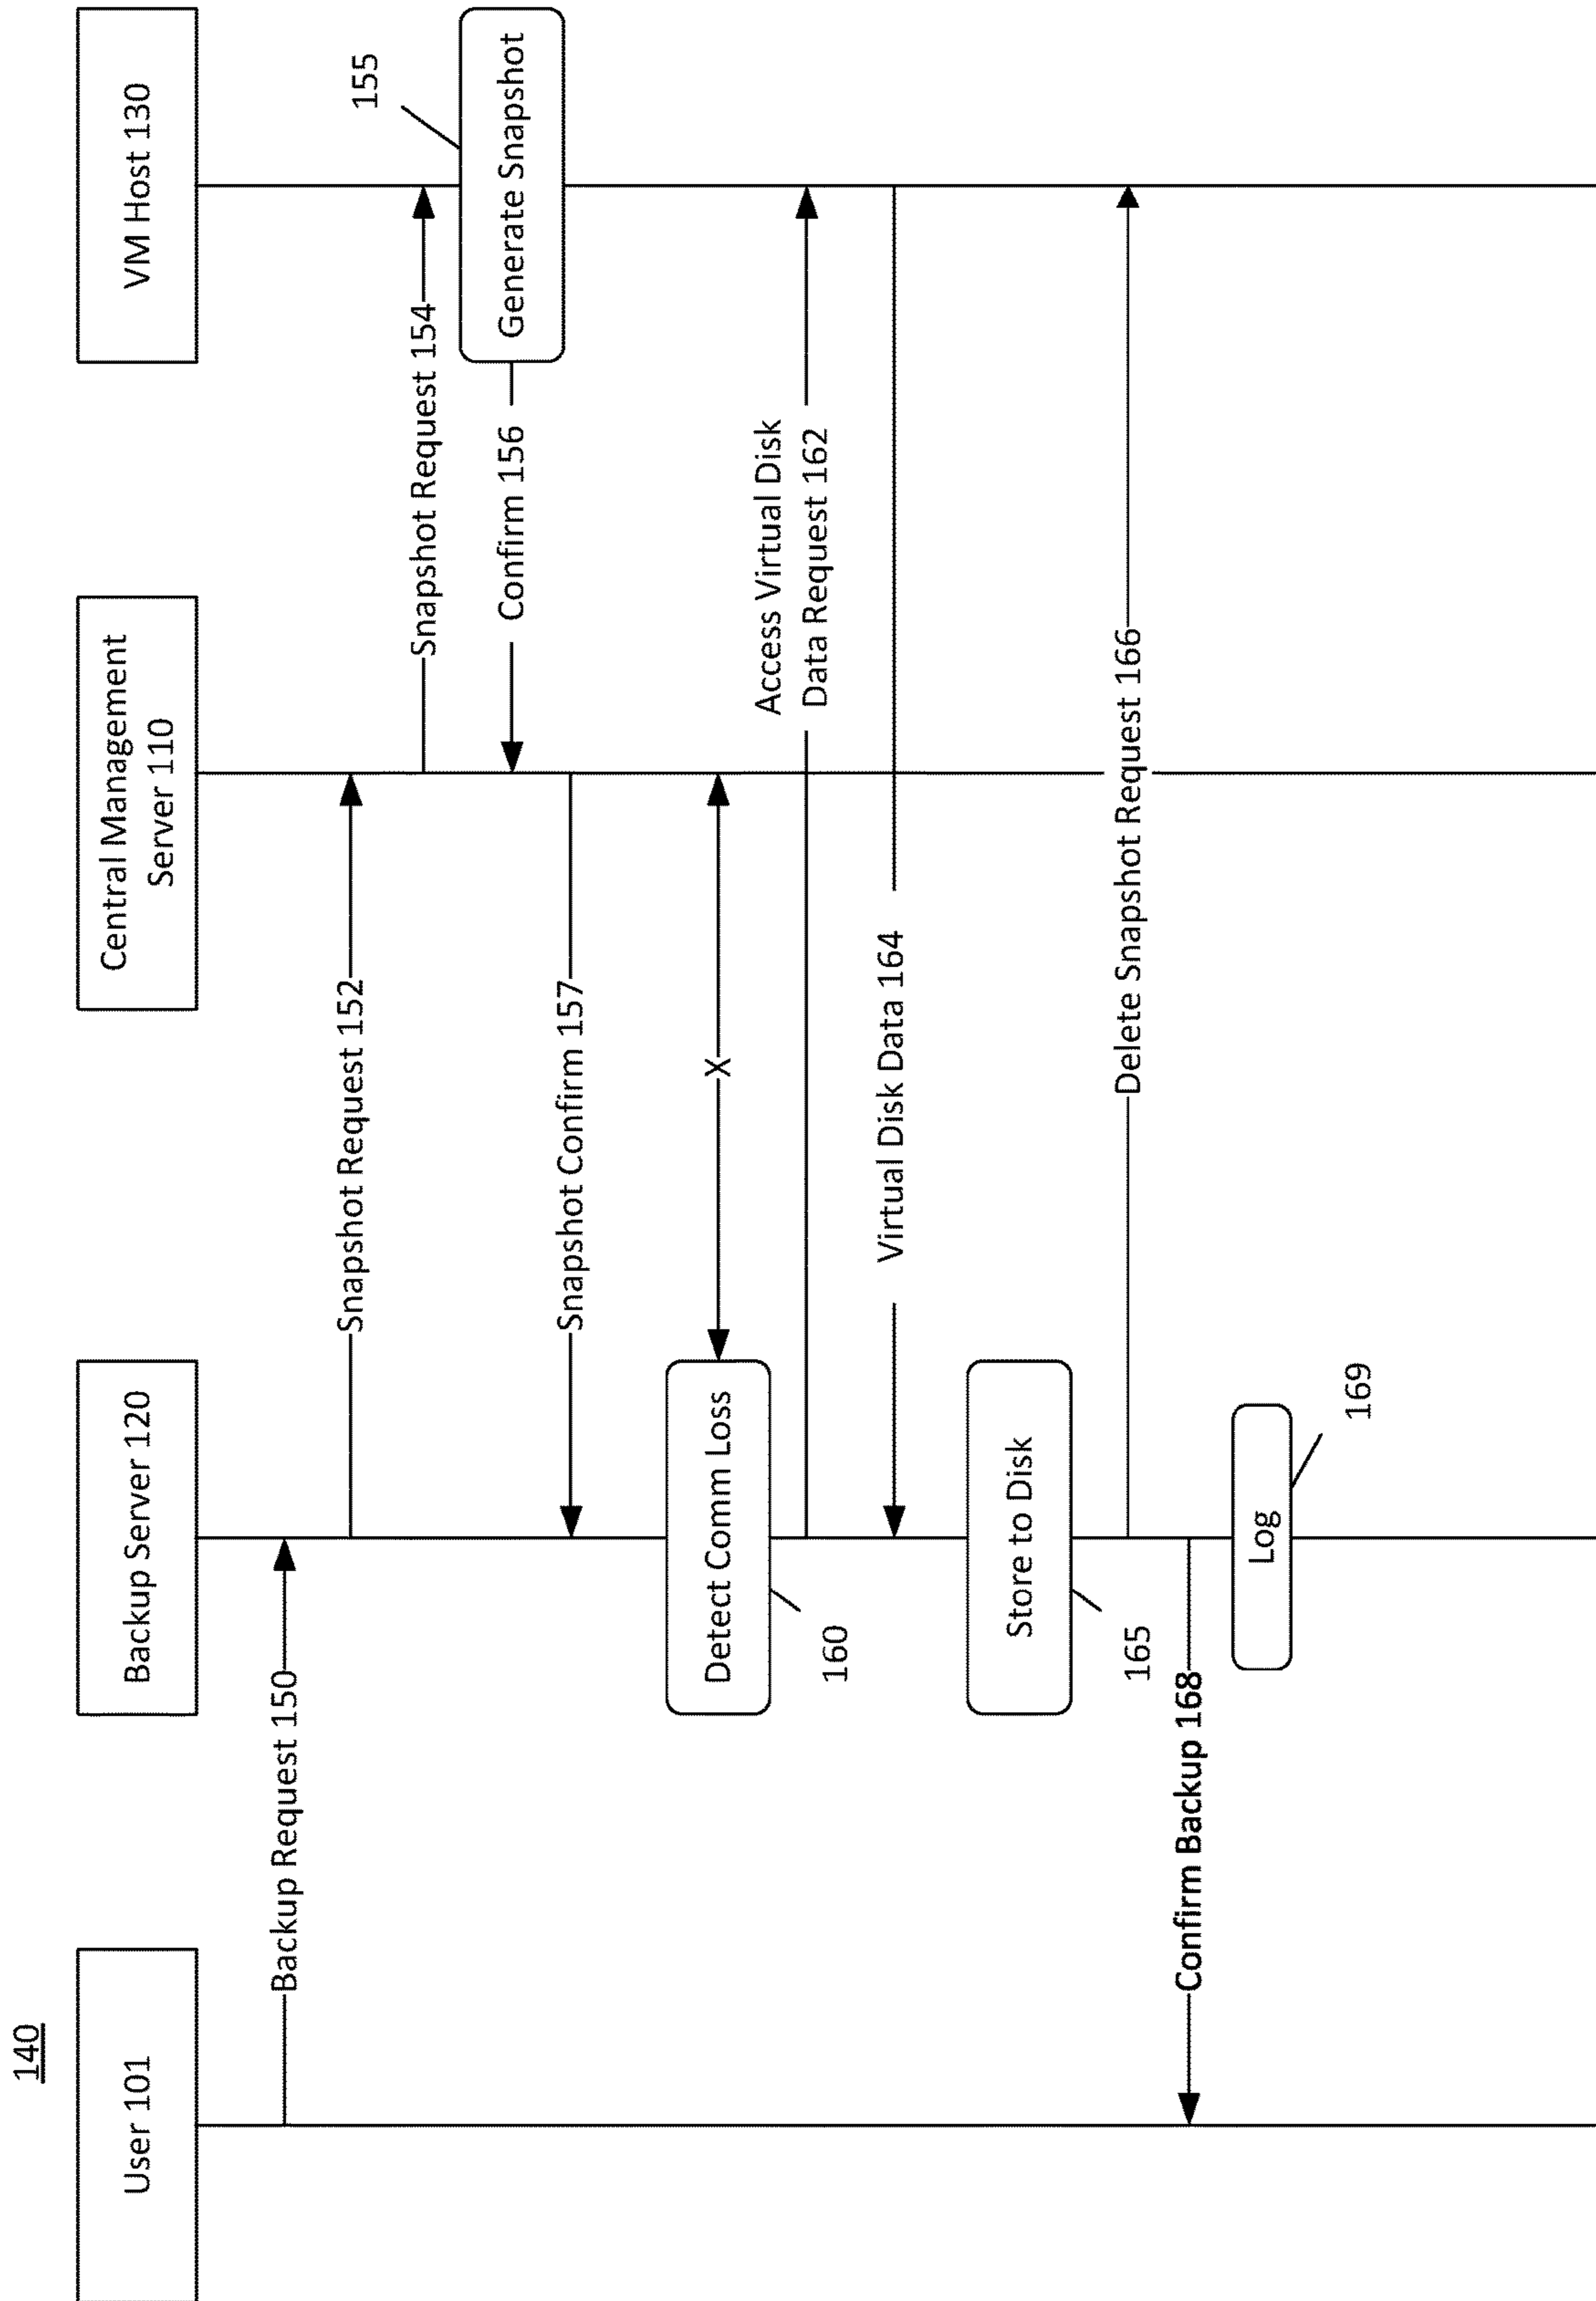 140
User 101
Backup Server 120
Central Management
Server 110
VM Host 130
Backup Request 150
Snapshot Request 152
Snapshot Request 154
155
Generate Snapshot
Confirm 156
Snapshot Confirm 157
Detect Comm Loss
X
160
Access Virtual Disk
Data Request 162
Virtual Disk Data 164
Store to Disk
165
Delete Snapshot Request 166
Confirm Backup 168
Log
169